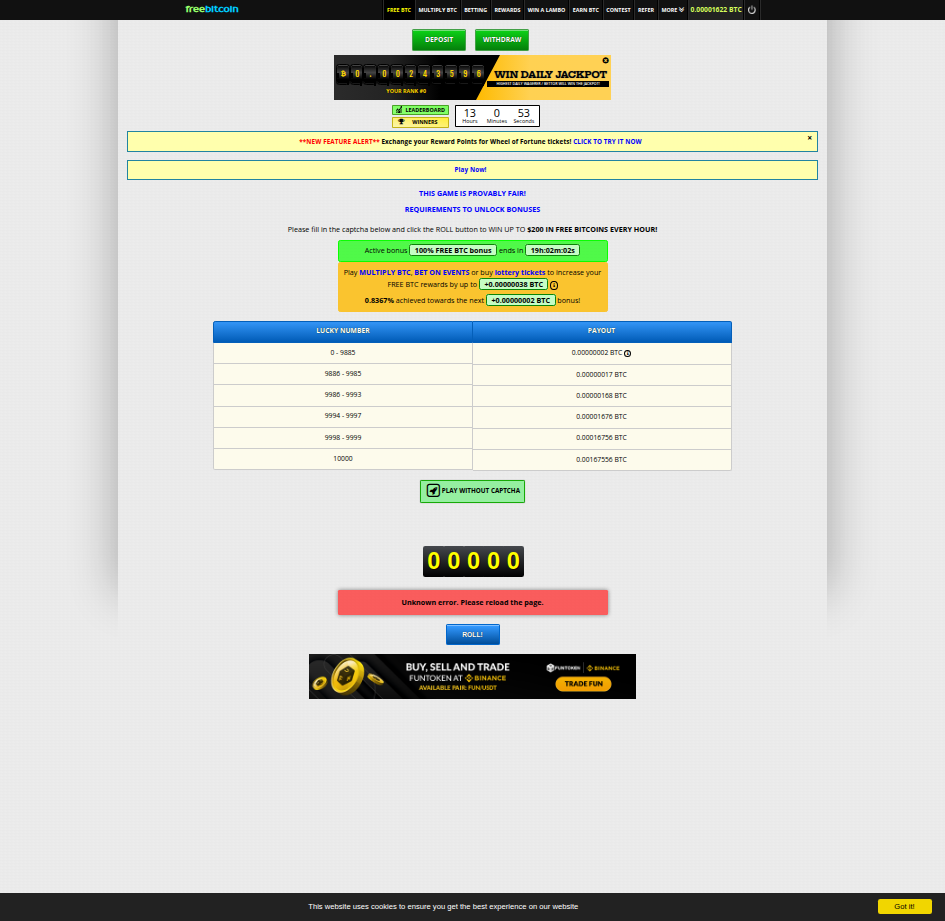 freebitcoin
FREE BTC MULTIPLY BTC BETTING REWARDS WIN A LAMBO EARN BTC CONTEST REFER MORE 0.00001622 BTC
DEPOSIT WITHDRAW
0.00243596
YOUR RANK #0
WIN DAILY JACKPOT
HIGHEST DAILY WAGERER / BETTOR WILL WIN THE JACKPOT!
LEADERBOARD
WINNERS
13 0 53
Hours Minutes Seconds
**NEW FEATURE ALERT** Exchange your Reward Points for Wheel of Fortune tickets! CLICK TO TRY IT NOW
Play Now!
THIS GAME IS PROVABLY FAIR!
REQUIREMENTS TO UNLOCK BONUSES
Please fill in the captcha below and click the ROLL button to WIN UP TO $200 IN FREE BITCOINS EVERY HOUR!
Active bonus 100% FREE BTC bonus ends in 19h:02m:02s
Play MULTIPLY BTC, BET ON EVENTS or buy lottery tickets to increase your
FREE BTC rewards by up to +0.00000038 BTC
0.8367% achieved towards the next +0.00000002 BTC bonus!
LUCKY NUMBER PAYOUT
0 - 9885 0.00000002 BTC
9886 - 9985 0.00000017 BTC
9986 - 9993 0.00000168 BTC
9994 - 9997 0.00001676 BTC
9998 - 9999 0.00016756 BTC
10000 0.00167556 BTC
PLAY WITHOUT CAPTCHA
00000
Unknown error. Please reload the page.
ROLL!
BUY, SELL AND TRADE
FUNTOKEN AT BINANCE
AVAILABLE PAIR: FUN/USDT
FUNTOKEN BINANCE
TRADE FUN
This website uses cookies to ensure you get the best experience on our website
Got it!